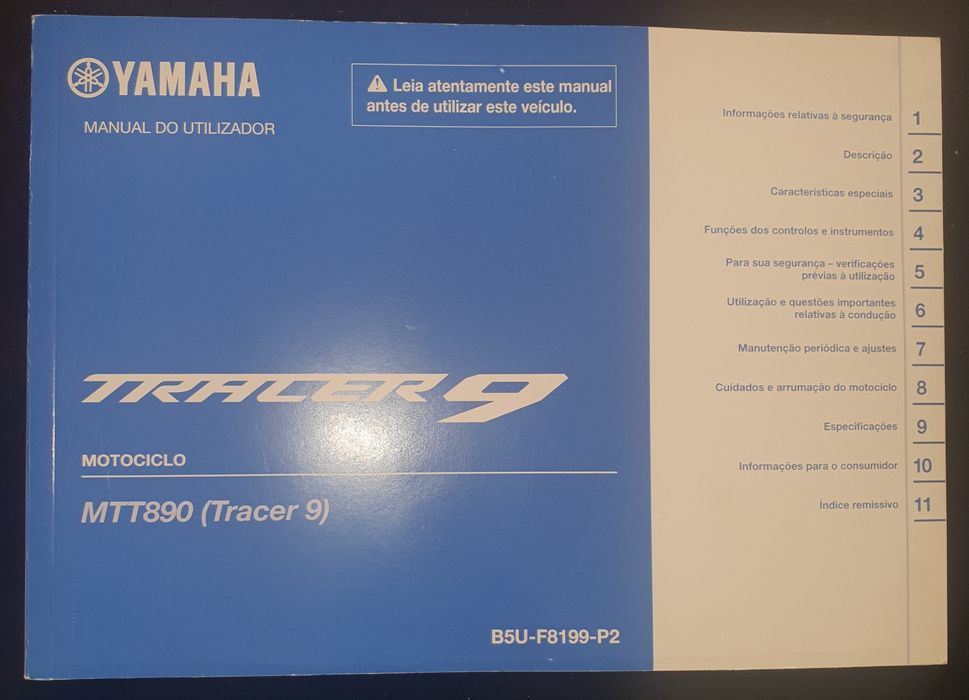 YAMAHA
MANUAL DO UTILIZADOR
Leia atentamente este manual
antes de utilizar este veículo.
TRACER 9
MOTOCICLO
MTT890 (Tracer 9)
B5U-F8199-P2
Informações relativas à segurança 1
Descrição 2
Características especiais 3
Funções dos controlos e instrumentos 4
Para sua segurança – verificações
prévias à utilização 5
Utilização e questões importantes
relativas à condução 6
Manutenção periódica e ajustes 7
Cuidados e arrumação do motociclo 8
Especificações 9
Informações para o consumidor 10
Índice remissivo 11